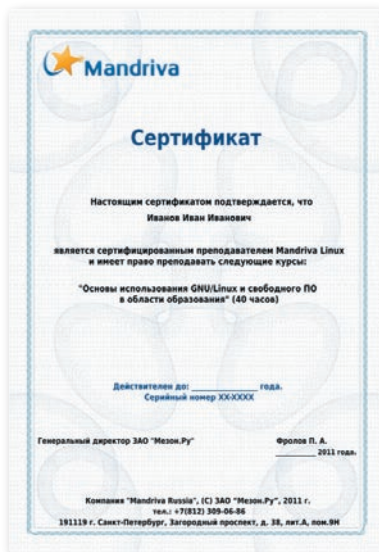 Mandriva
Сертификат
Настоящим сертификатом подтверждается, что
Иванов Иван Иванович
является сертифицированным преподавателем Mandriva Linux
и имеет право преподавать следующие курсы:
"Основы использования GNU/Linux и свободного ПО
в области образования" (40 часов)
Действителен до: ______________ года.
Серийный номер XX-XXXX
Генеральный директор ЗАО "Мезон.Ру" Фролов П. А.
________ 2011 года.
Компания "Mandriva Russia", (C) ЗАО "Мезон.Ру", 2011 г.
тел.: +7(812) 309-06-86
191119 г. Санкт-Петербург, Загородный проспект, д. 38, лит.А, пом.9Н